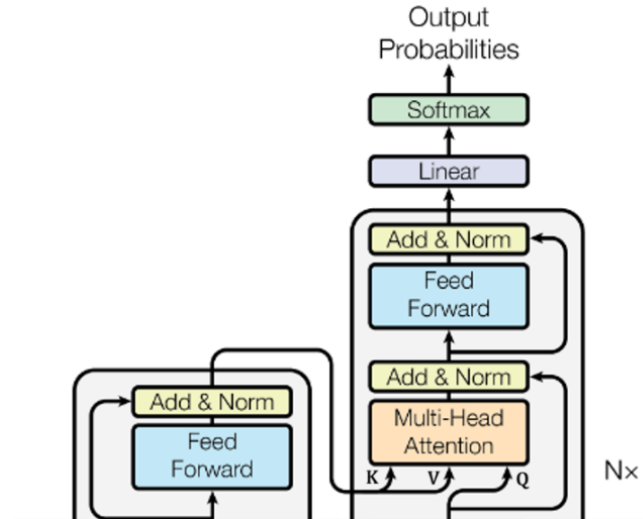 Output
Probabilities
Softmax
Linear
Add & Norm
Feed
Forward
Add & Norm
Multi-Head
Attention
K V Q
Add & Norm
Feed
Forward
N×